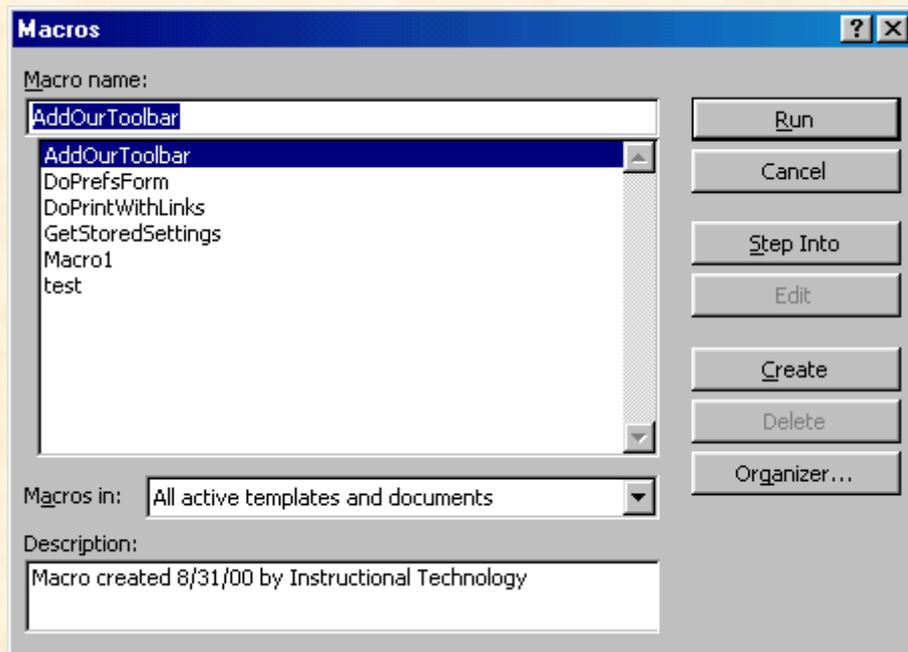 Macros
Macro name:
AddOurToolbar
AddOurToolbar
DoPrefsForm
DoPrintWithLinks
GetStoredSettings
Macro1
test
Run
Cancel
Step Into
Edit
Create
Delete
Organizer...
Macros in:
All active templates and documents
Description:
Macro created 8/31/00 by Instructional Technology